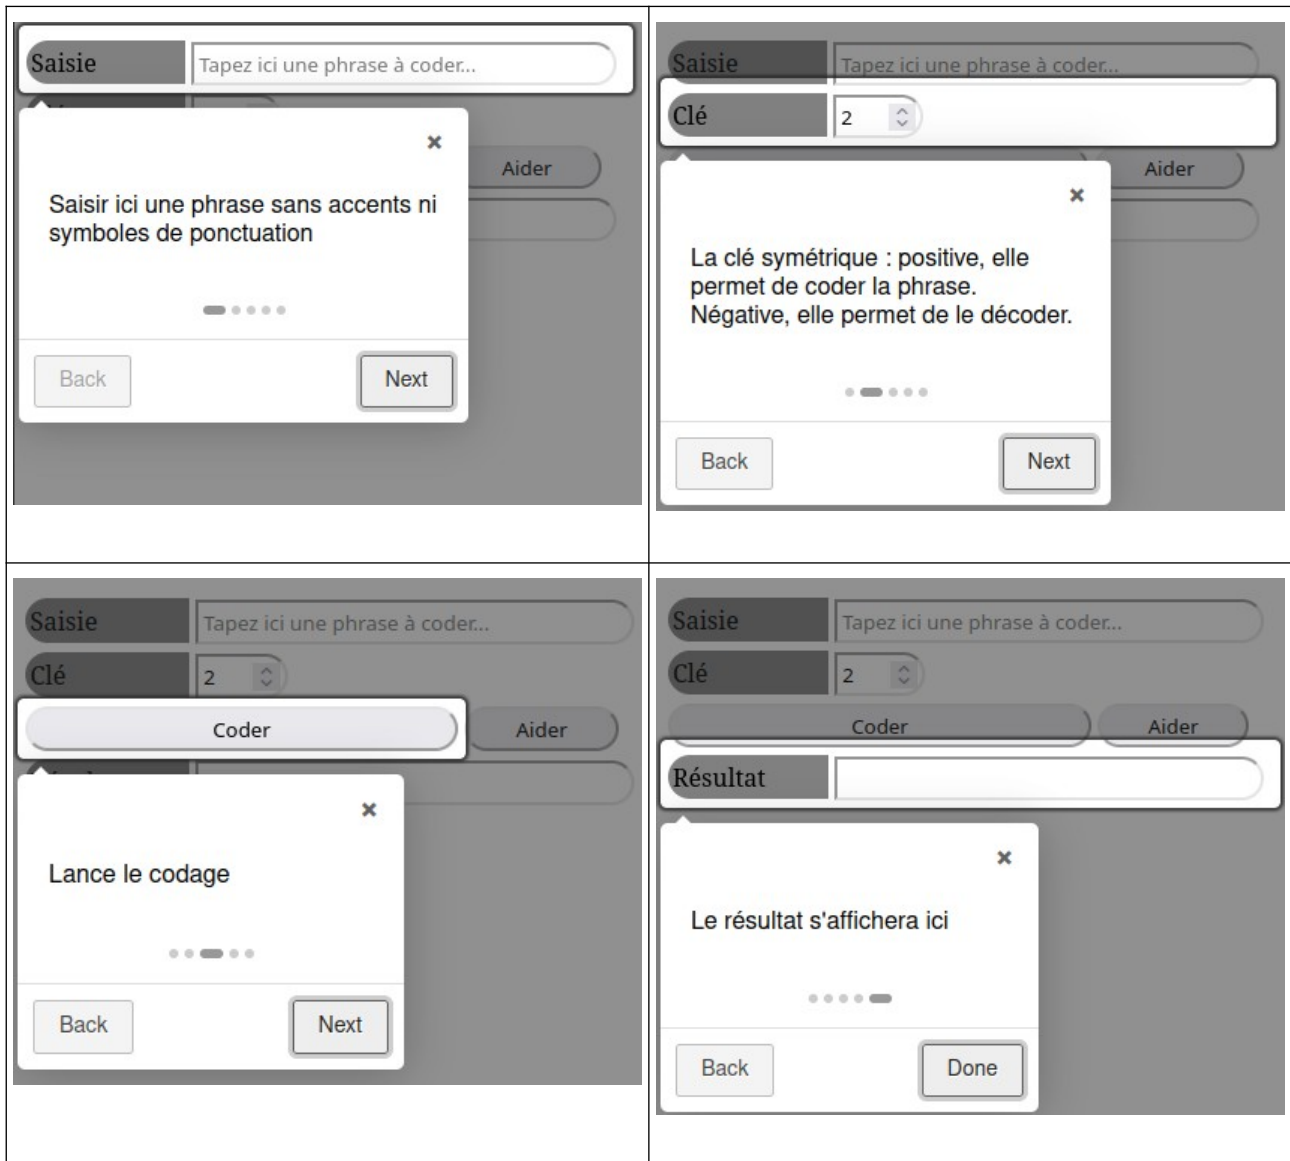 Saisie
Tapez ici une phrase à coder...
Aider
Saisir ici une phrase sans accents ni
symboles de ponctuation
Back
Next
Saisie
Tapez ici une phrase à coder...
Clé
2
Aider
La clé symétrique : positive, elle
permet de coder la phrase.
Négative, elle permet de le décoder.
Back
Next
Saisie
Tapez ici une phrase à coder...
Clé
2
Coder
Aider
Lance le codage
Back
Next
Saisie
Tapez ici une phrase à coder...
Clé
2
Coder
Aider
Résultat
Le résultat s'affichera ici
Back
Done